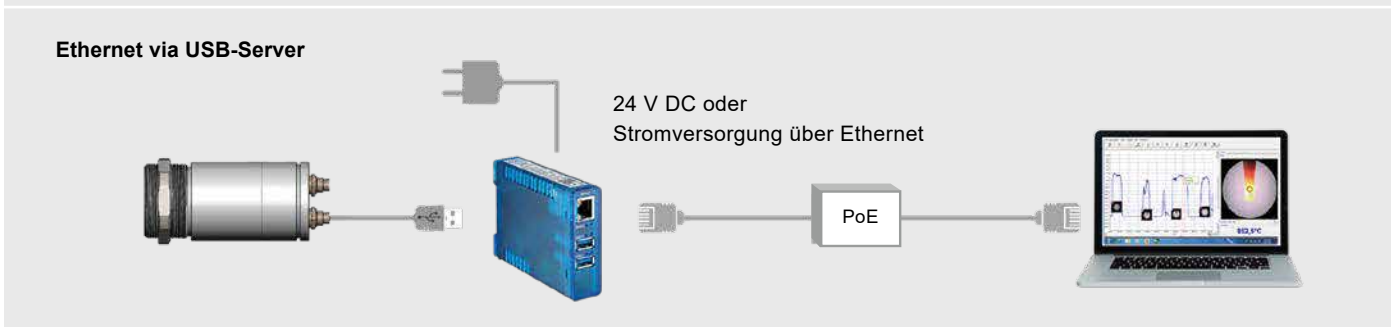 Ethernet via USB-Server
24 V DC oder
Stromversorgung über Ethernet
PoE